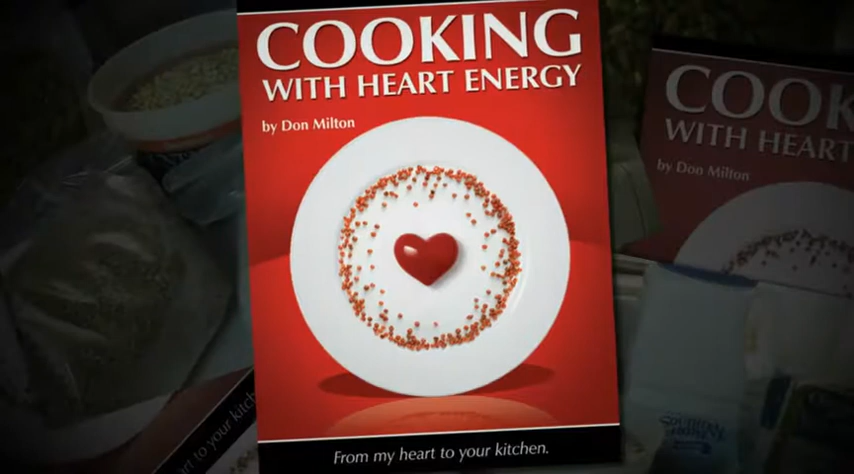 COOKING
WITH HEART ENERGY
by Don Milton
From my heart to your kitchen.
COOK
WITH HEART
by Don Milton
rt to your kitch